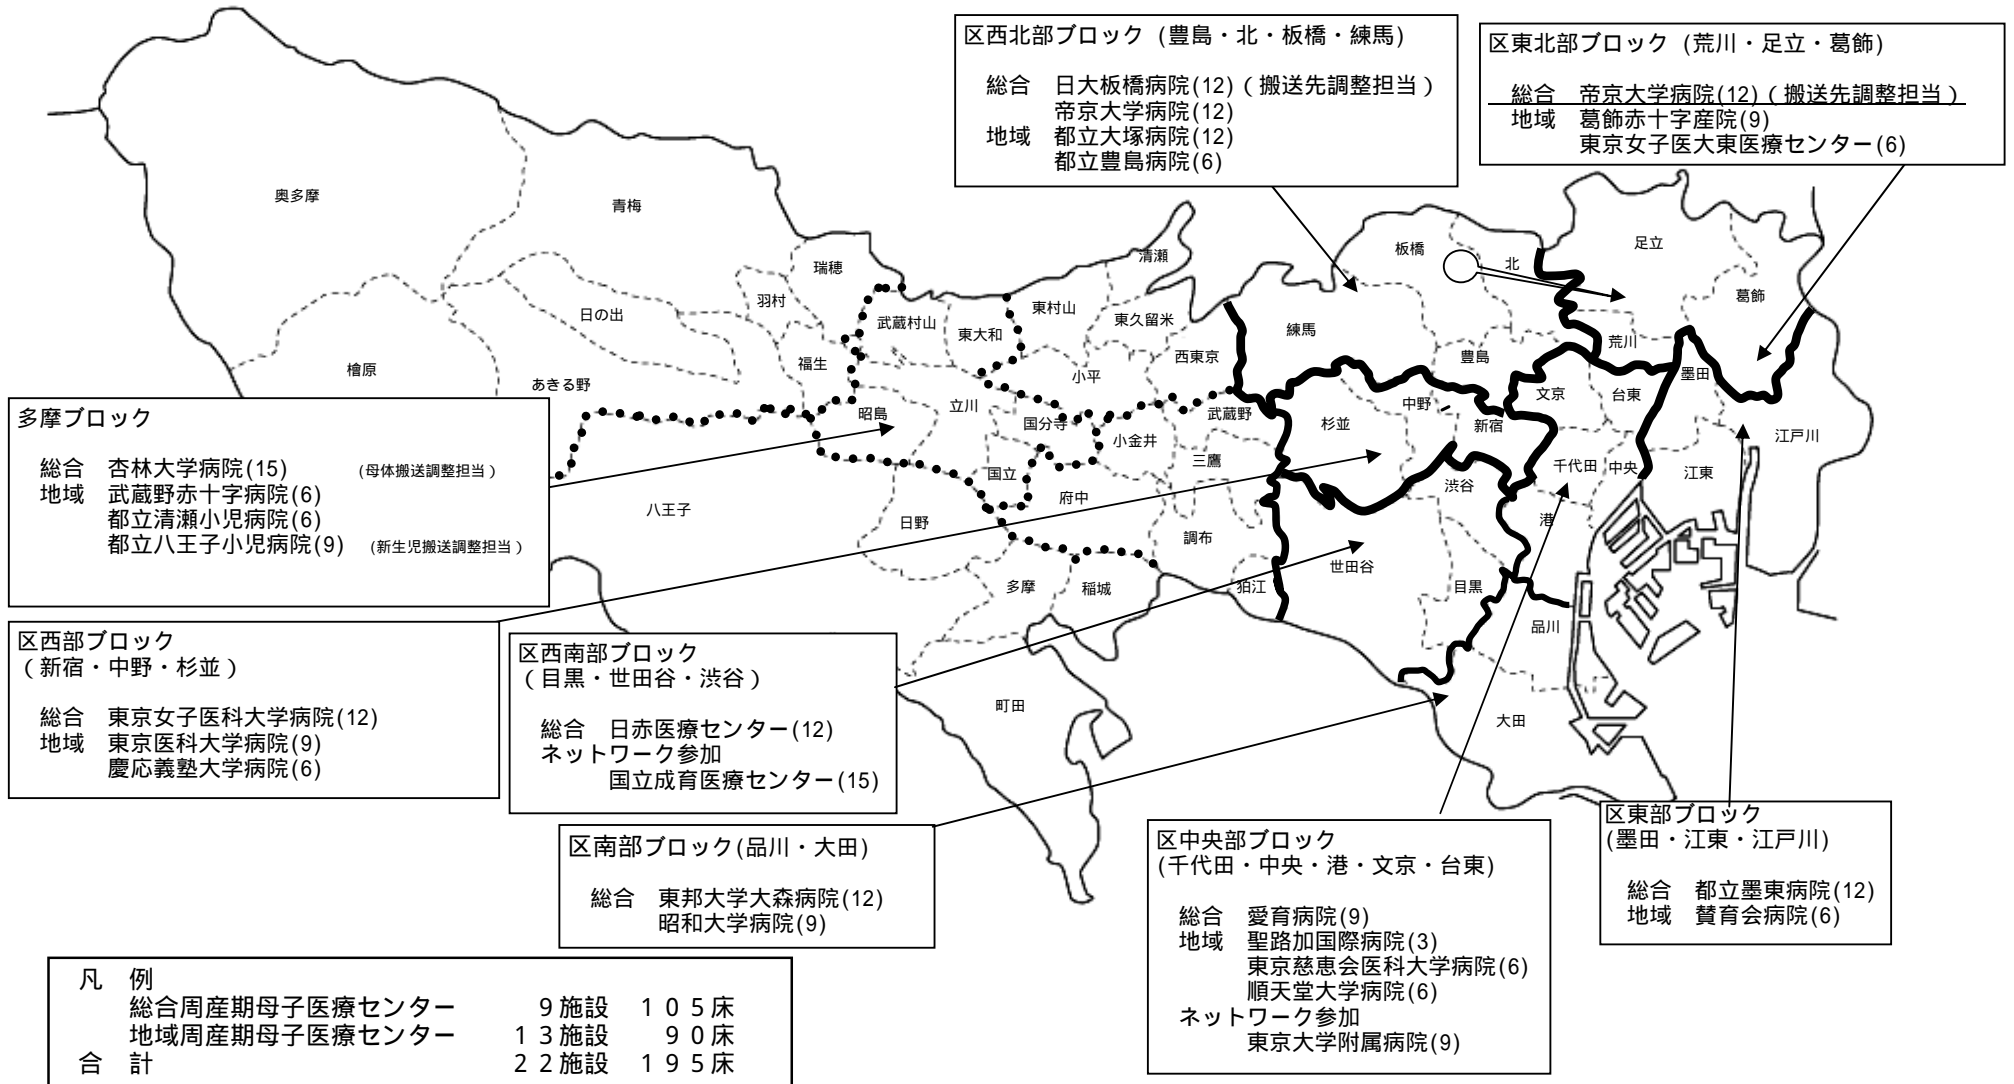 区西北部ブロック (豊島・北・板橋・練馬)
総合 日大板橋病院(12) (搬送先調整担当)
帝京大学病院(12)
地域 都立大塚病院(12)
都立豊島病院(6)
区東北部ブロック (荒川・足立・葛飾)
総合 帝京大学病院(12) (搬送先調整担当)
地域 葛飾赤十字産院(9)
東京女子医大東医療センター(6)
奥多摩
青梅
瑞穂
羽村
日の出
福生
檜原
あきる野
武蔵村山
東大和
東村山
清瀬
東久留米
西東京
小平
昭島
立川
国分寺
国立
小金井
武蔵野
三鷹
府中
調布
狛江
八王子
日野
多摩
稲城
町田
板橋
北
足立
葛飾
練馬
豊島
荒川
墨田
文京
台東
杉並
中野
新宿
千代田
中央
江東
江戸川
渋谷
港
世田谷
目黒
品川
大田
多摩ブロック
総合 杏林大学病院(15) (母体搬送調整担当)
地域 武蔵野赤十字病院(6)
都立清瀬小児病院(6)
都立八王子小児病院(9) (新生児搬送調整担当)
区西部ブロック
(新宿・中野・杉並)
総合 東京女子医科大学病院(12)
地域 東京医科大学病院(9)
慶応義塾大学病院(6)
区西南部ブロック
(目黒・世田谷・渋谷)
総合 日赤医療センター(12)
ネットワーク参加
国立成育医療センター(15)
区南部ブロック(品川・大田)
総合 東邦大学大森病院(12)
昭和大学病院(9)
区中央部ブロック
(千代田・中央・港・文京・台東)
総合 愛育病院(9)
地域 聖路加国際病院(3)
東京慈恵会医科大学病院(6)
順天堂大学病院(6)
ネットワーク参加
東京大学附属病院(9)
区東部ブロック
(墨田・江東・江戸川)
総合 都立墨東病院(12)
地域 賛育会病院(6)
凡 例
総合周産期母子医療センター 9施設 105床
地域周産期母子医療センター 13施設 90床
合 計 22施設 195床